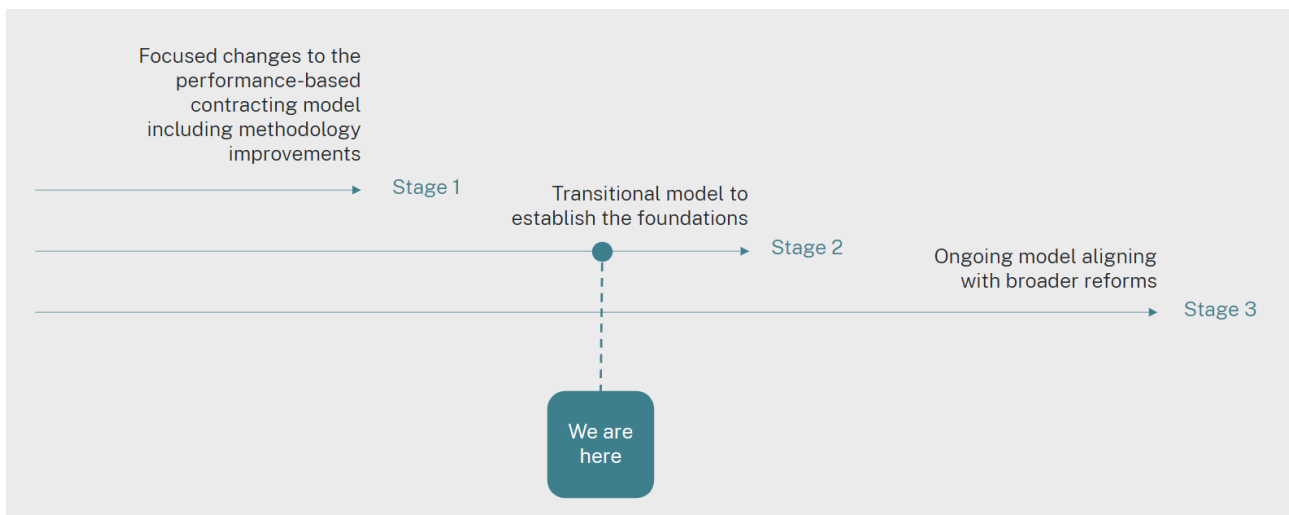 Focused changes to the
performance-based
contracting model
including methodology
improvements
Stage 1
Transitional model to
establish the foundations
Stage 2
Ongoing model aligning
with broader reforms
Stage 3
We are
here